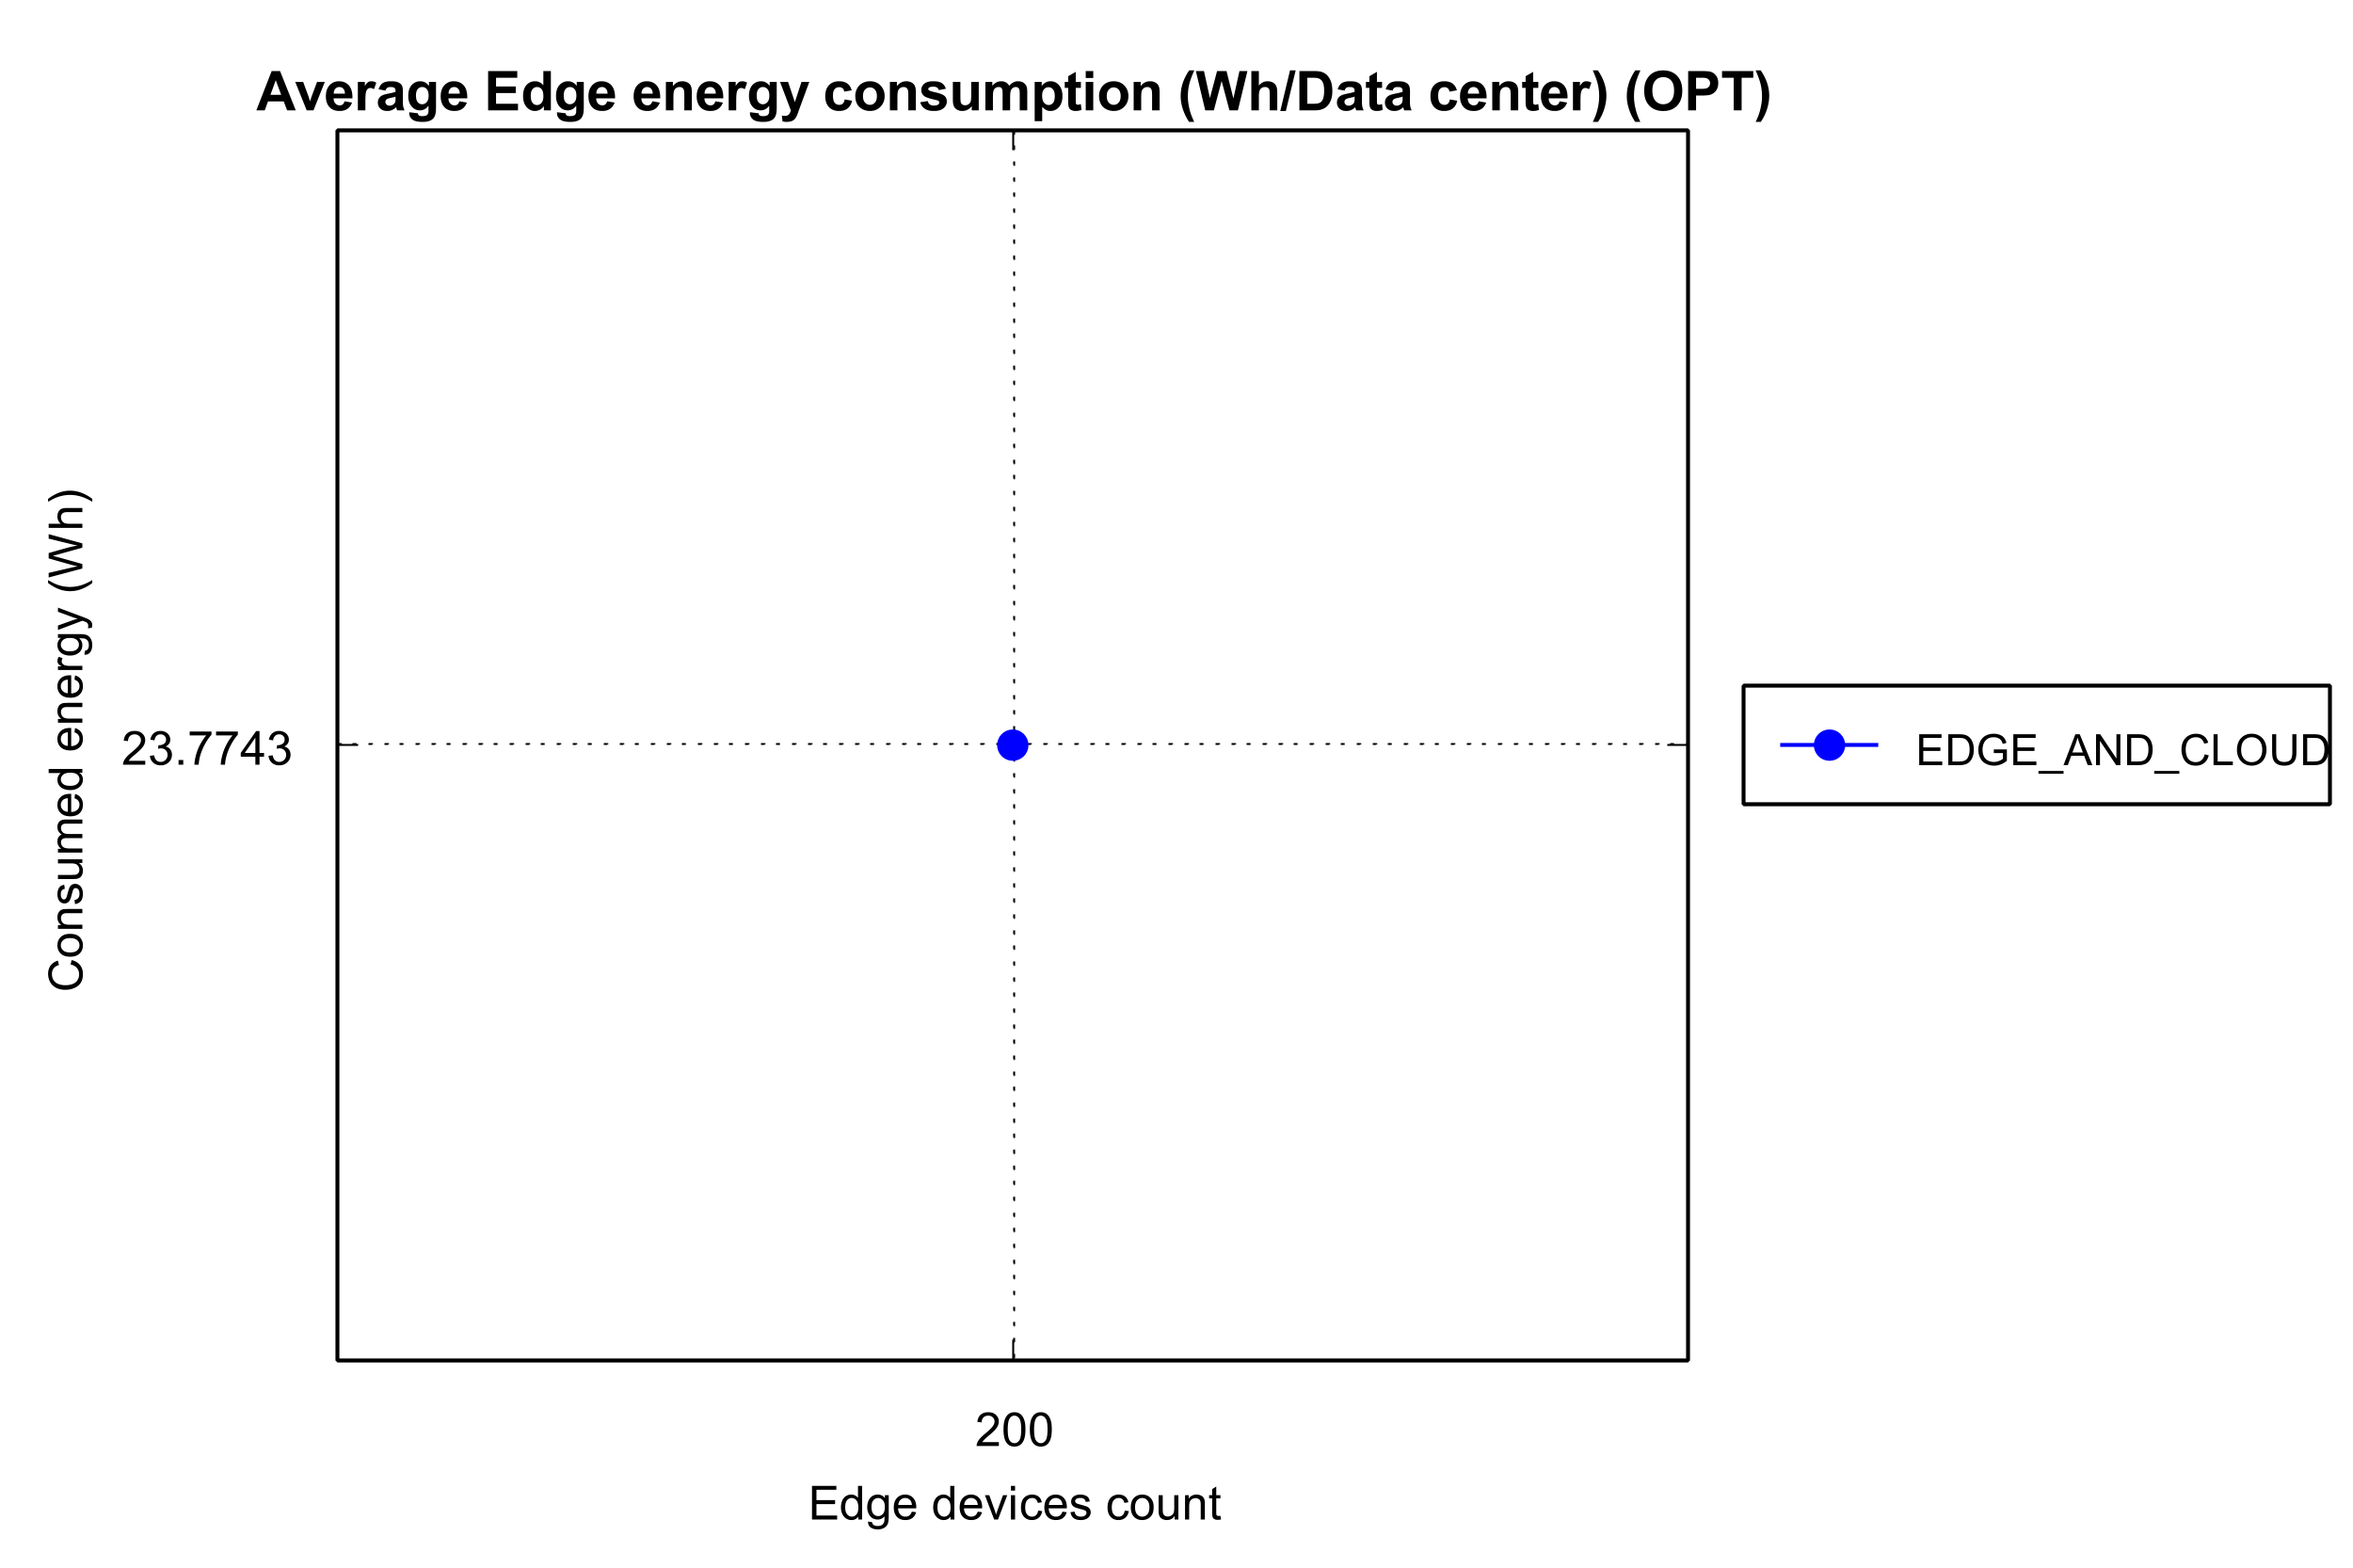 Average Edge energy consumption (Wh/Data center) (OPT)
Consumed energy (Wh)
23.7743
EDGE_AND_CLOUD
200
Edge devices count